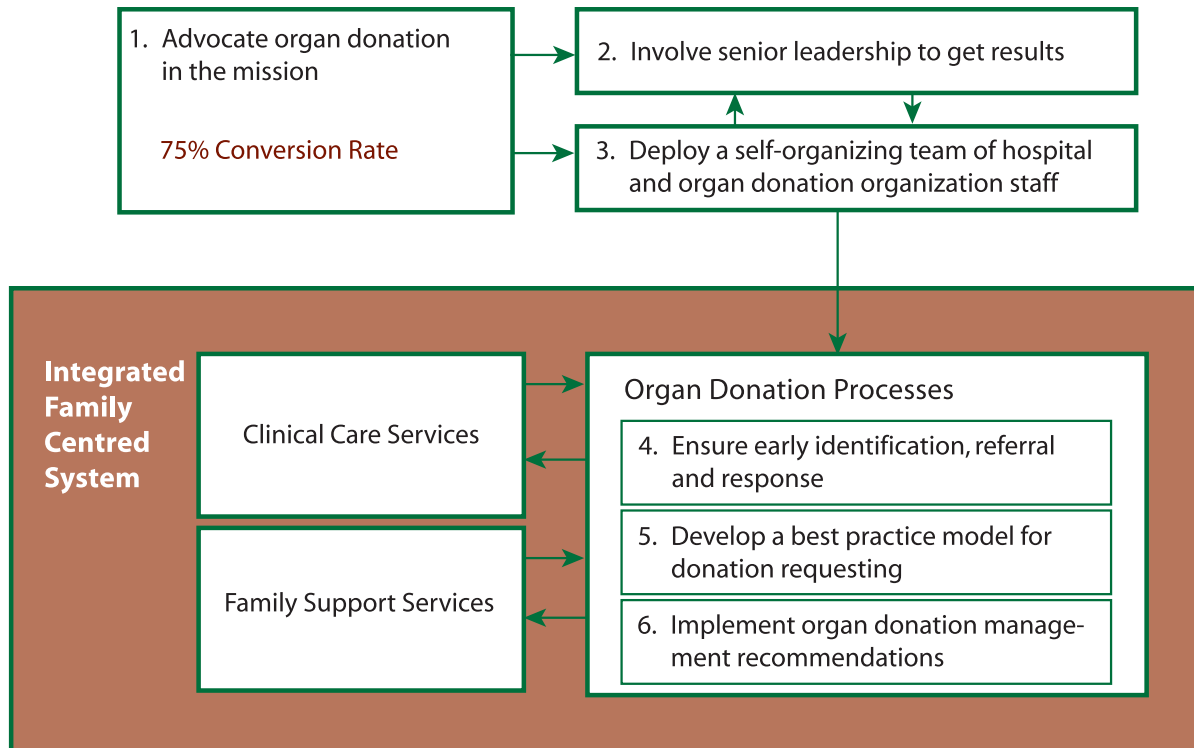 1. Advocate organ donation
in the mission
75% Conversion Rate
2. Involve senior leadership to get results
3. Deploy a self-organizing team of hospital
and organ donation organization staff
Integrated
Family
Centred
System
Clinical Care Services
Family Support Services
Organ Donation Processes
4. Ensure early identification, referral
and response
5. Develop a best practice model for
donation requesting
6. Implement organ donation manage-
ment recommendations